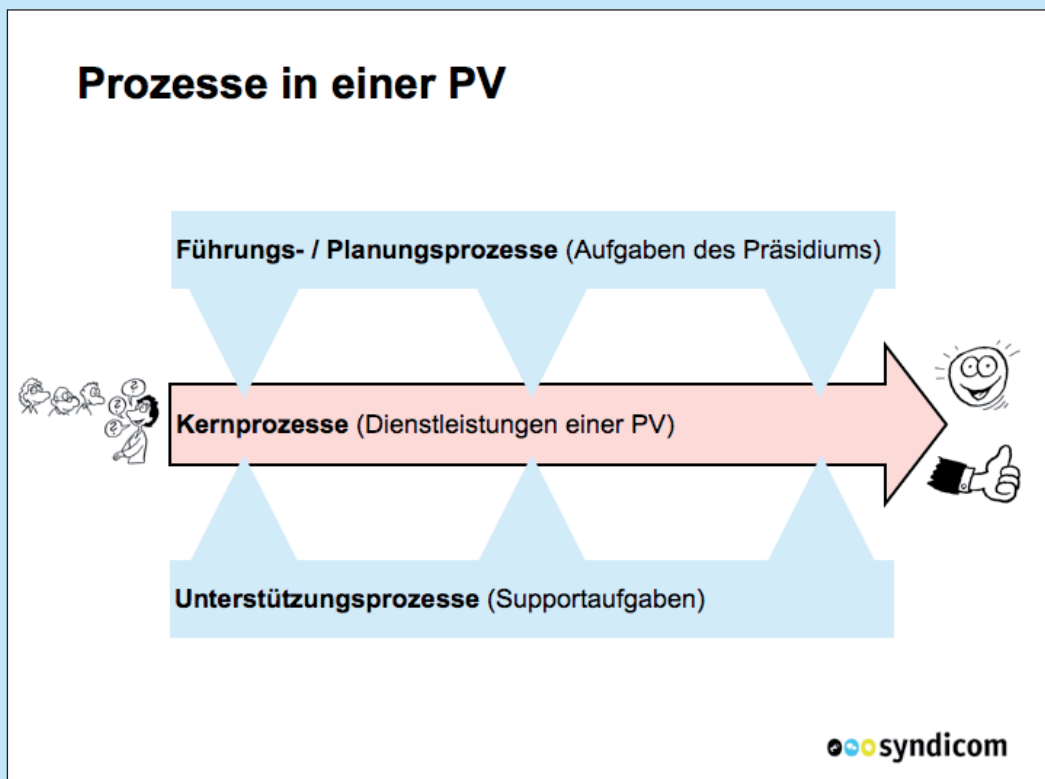 Prozesse in einer PV
Führungs- / Planungsprozesse (Aufgaben des Präsidiums)
? 
?
?
Kernprozesse (Dienstleistungen einer PV)
Unterstützungsprozesse (Supportaufgaben)
syndicom